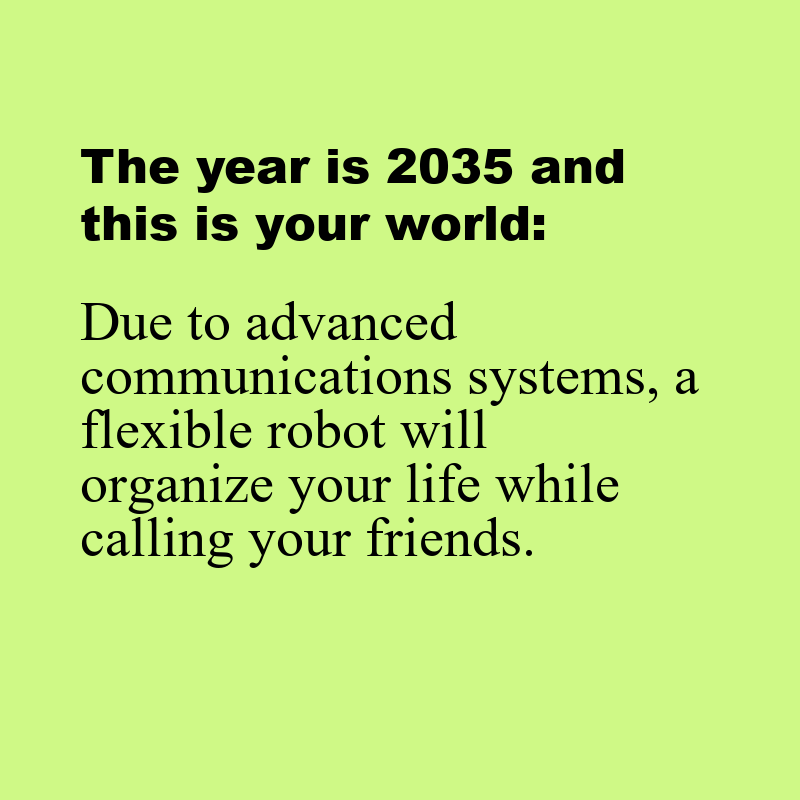 The year is 2035 and
this is your world:
Due to advanced
communications systems, a
flexible robot will
organize your life while
calling your friends.